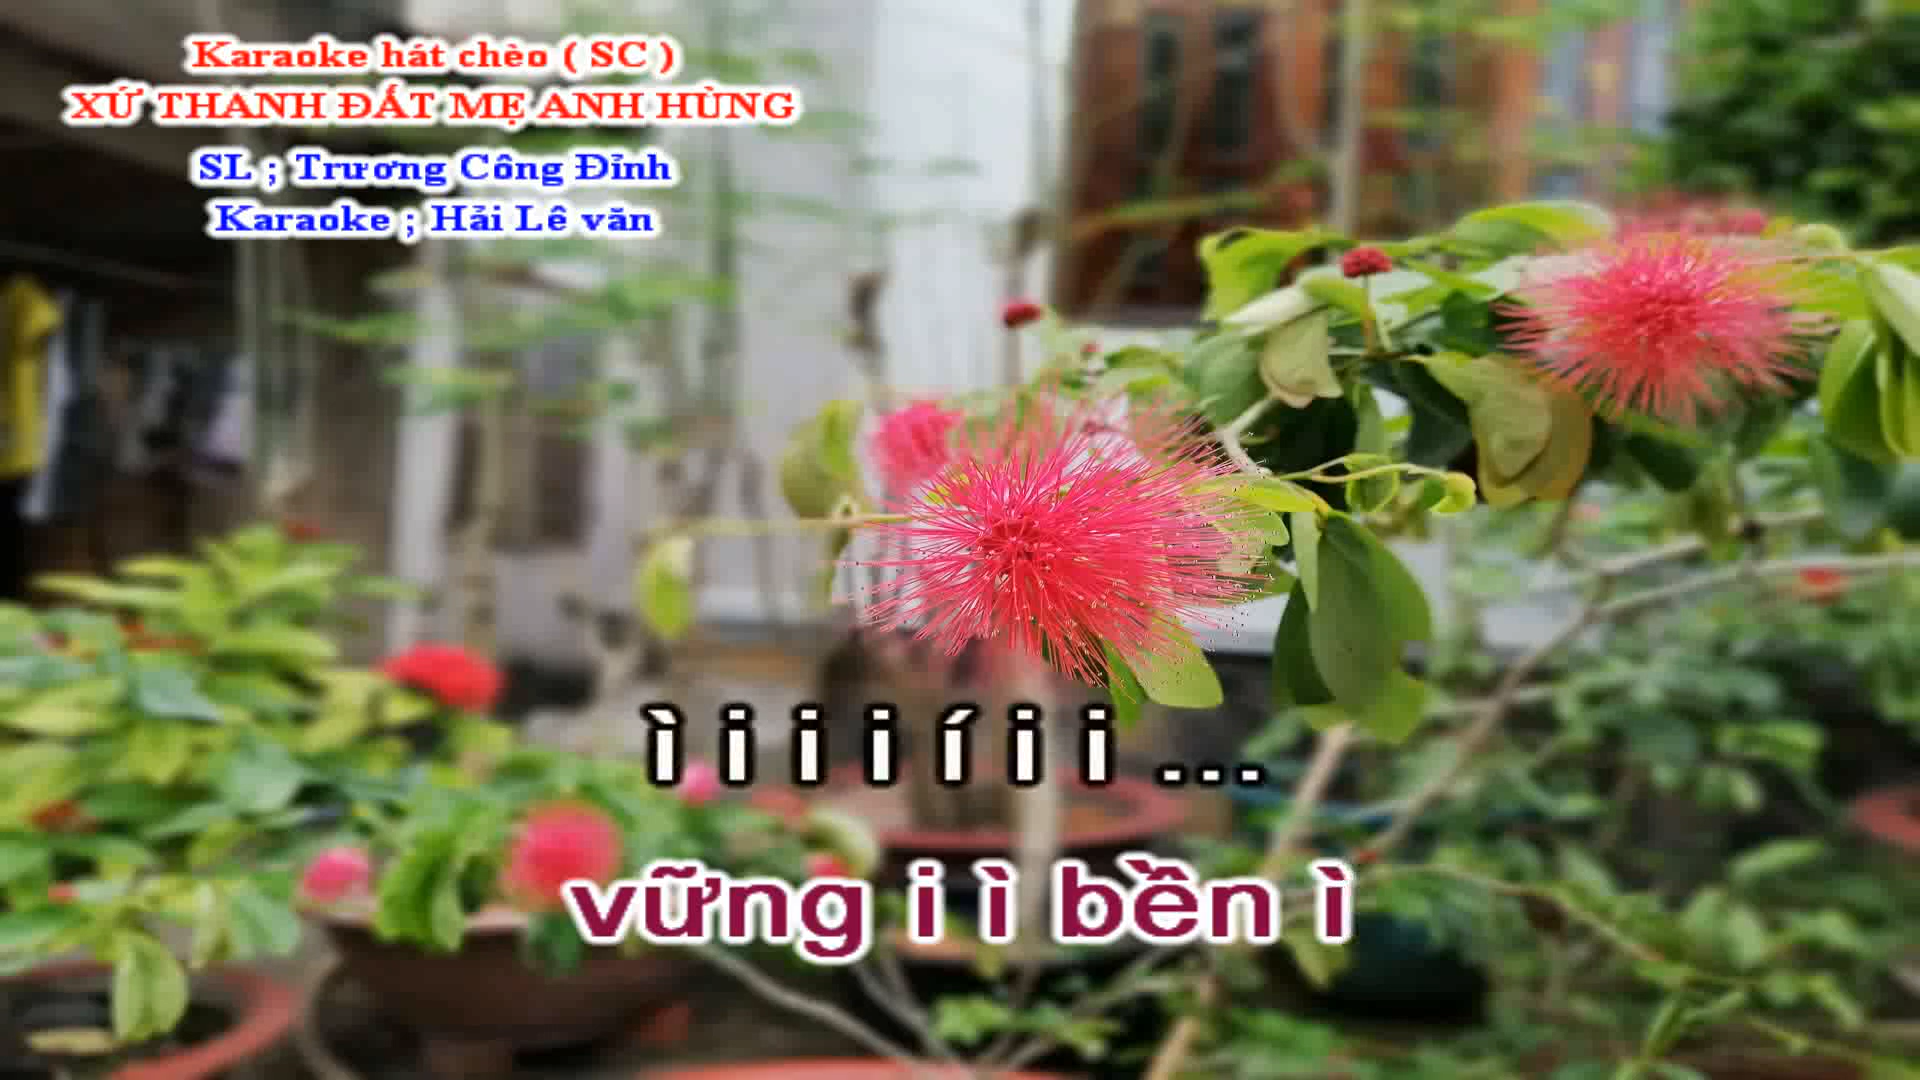 Karaoke hát chèo ( SC )
XỨ THANH ĐẤT MẸ ANH HÙNG
SL ; Trương Công Đỉnh
Karaoke ; Hải Lê văn
ì i i i í i i ...
vững i ì bền ì